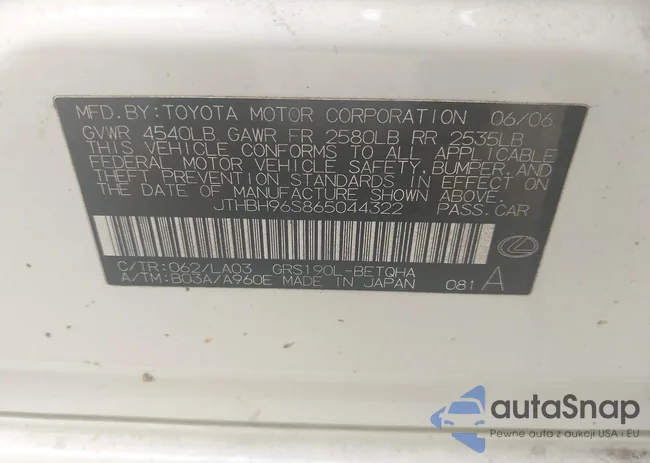 MFD.BY:TOYOTA MOTOR CORPORATION 06/06
GVWR 4540LB GAWR FR 2580LB RR 2535LB
THIS VEHICLE CONFORMS TO ALL APPLICABLE
FEDERAL MOTOR VEHICLE SAFETY,BUMPER,AND
THEFT PREVENTION STANDARDS IN EFFECT ON
THE DATE OF MANUFACTURE SHOWN ABOVE.
JTHBH96S865044322 PASS.CAR
C/TR:062/LA03 GRS190L-BETQHA
A/TM:B03A/A960E MADE IN JAPAN 081 A
autaSnap
Pewne auta z aukcji USA i EU